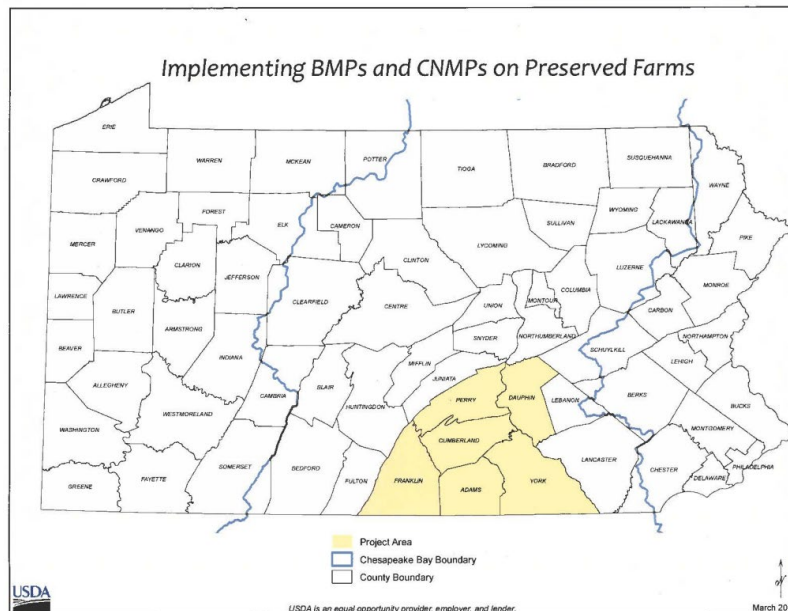 Implementing BMPs and CNMPs on Preserved Farms
ERIE
CRAWFORD
WARREN
MCKEAN
POTTER
TIOGA
BRADFORD
SUSQUEHANNA
WAYNE
FOREST
VENANGO
MERCER
CLARION
ELK
CAMERON
JEFFERSON
CLINTON
LYCOMING
SULLIVAN
WYOMING
LACKAWANNA
PIKE
LUZERNE
MONROE
LAWRENCE
BUTLER
ARMSTRONG
BEAVER
ALLEGHENY
INDIANA
CLEARFIELD
CENTRE
UNION
MONTOUR
COLUMBIA
CARBON
NORTHAMPTON
SNYDER
NORTHUMBERLAND
SCHUYLKILL
LEHIGH
MIFFLIN
JUNIATA
CAMBRIA
BLAIR
HUNTINGDON
PERRY
DAUPHIN
LEBANON
BERKS
BUCKS
MONTGOMERY
WASHINGTON
WESTMORELAND
CUMBERLAND
LANCASTER
CHESTER
DELAWARE
PHILADELPHIA
GREENE
FAYETTE
SOMERSET
BEDFORD
FULTON
FRANKLIN
ADAMS
YORK
Project Area
Chesapeake Bay Boundary
County Boundary
USDA
USDA is an equal opportunity provider, employer, and lender.
March 20